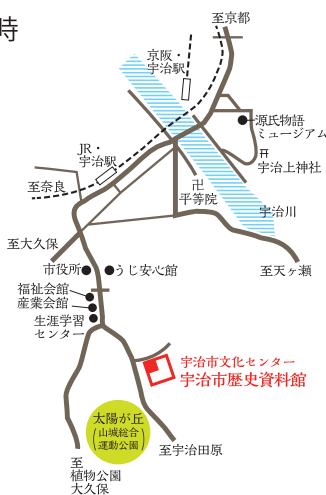 時
至京都
京阪・
宇治駅
源氏物語
ミュージアム
宇治上神社
JR・
宇治駅
至奈良
卍
平等院
宇治川
至大久保
至天ヶ瀬
市役所
うじ安心館
福祉会館
産業会館
生涯学習
センター
宇治市文化センター
宇治市歴史資料館
太陽が丘
(山城総合
運動公園)
至宇治田原
至
植物公園
大久保